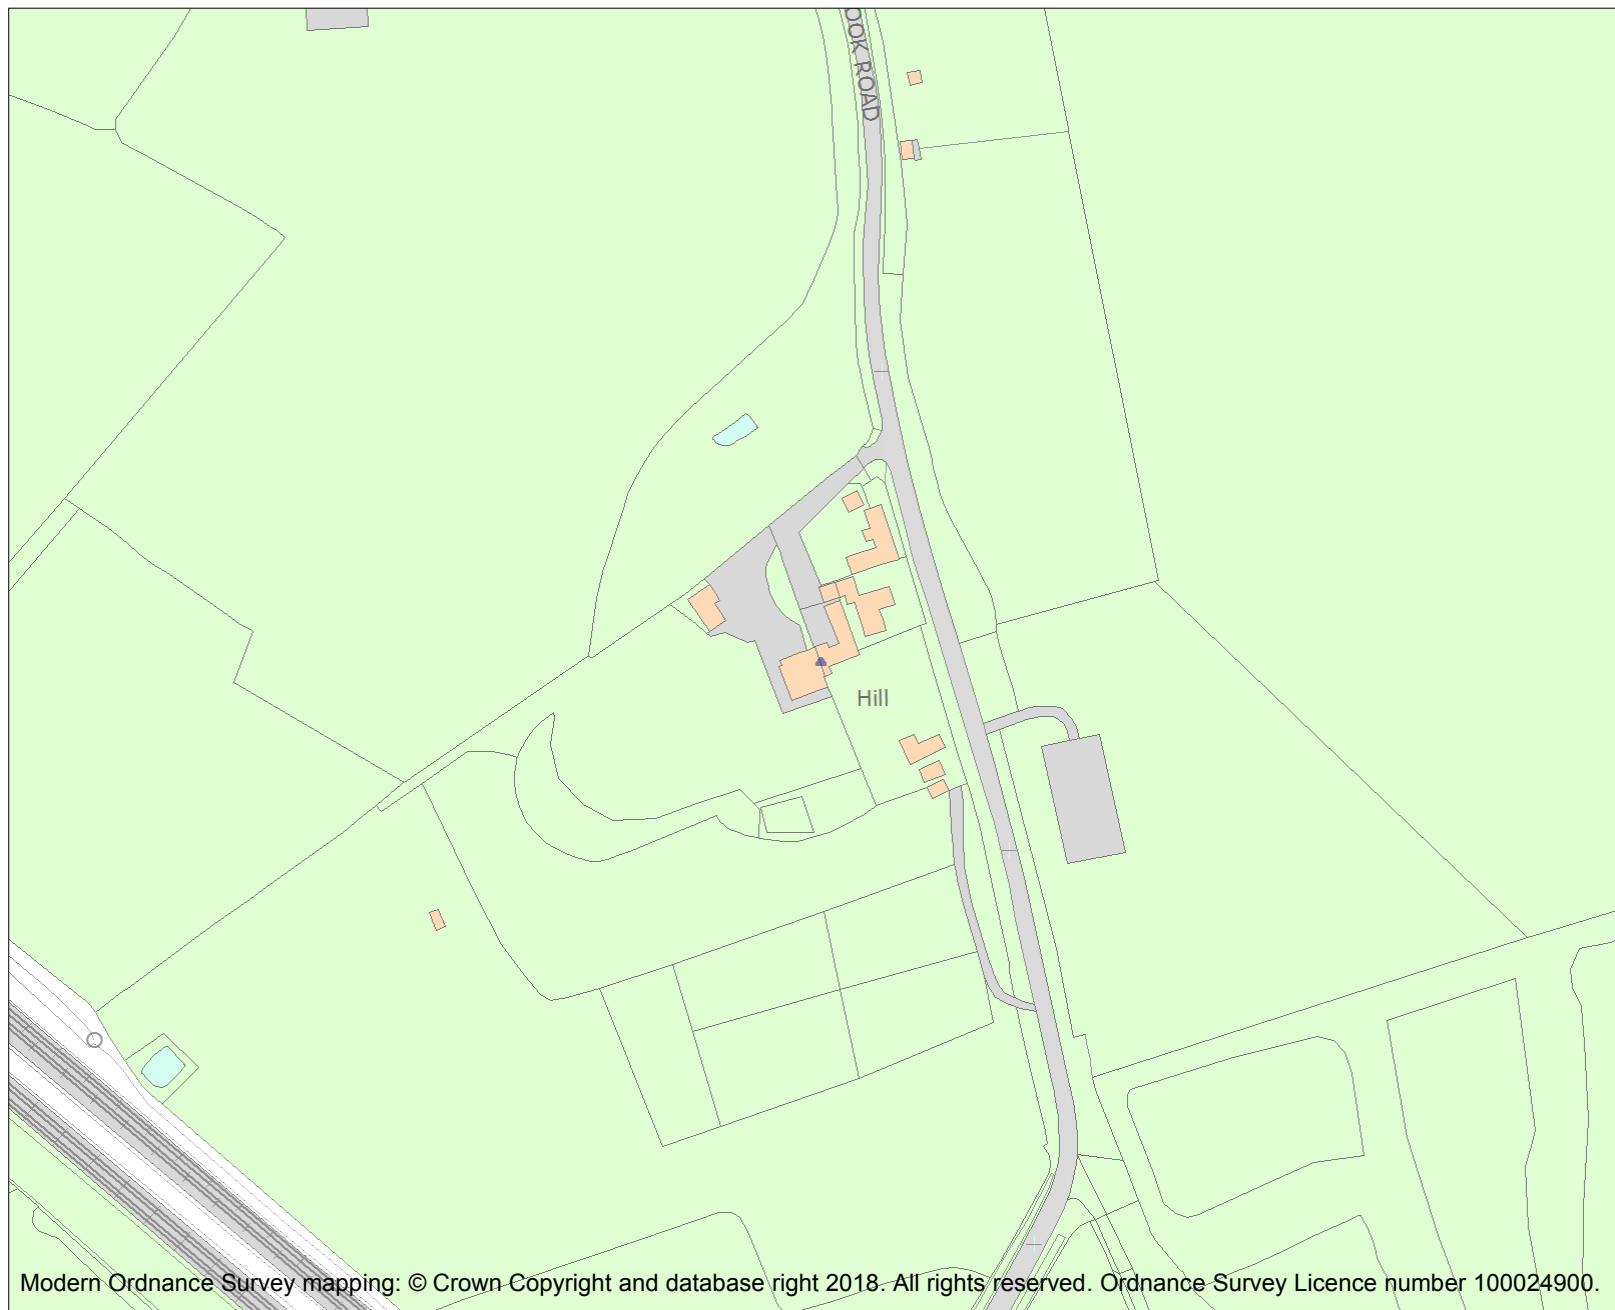 OOK ROAD
Hill
Modern Ordnance Survey mapping: © Crown Copyright and database right 2018. All rights reserved. Ordnance Survey Licence number 100024900.